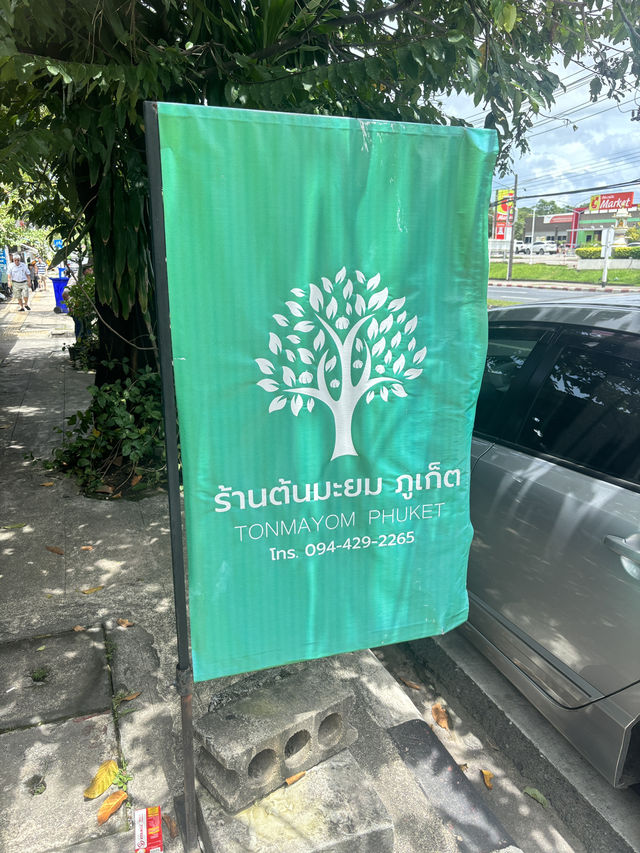 ร้านต้นมะยม ภูเก็ต
TONMAYOM PHUKET
โทร. 094-429-2265
Market